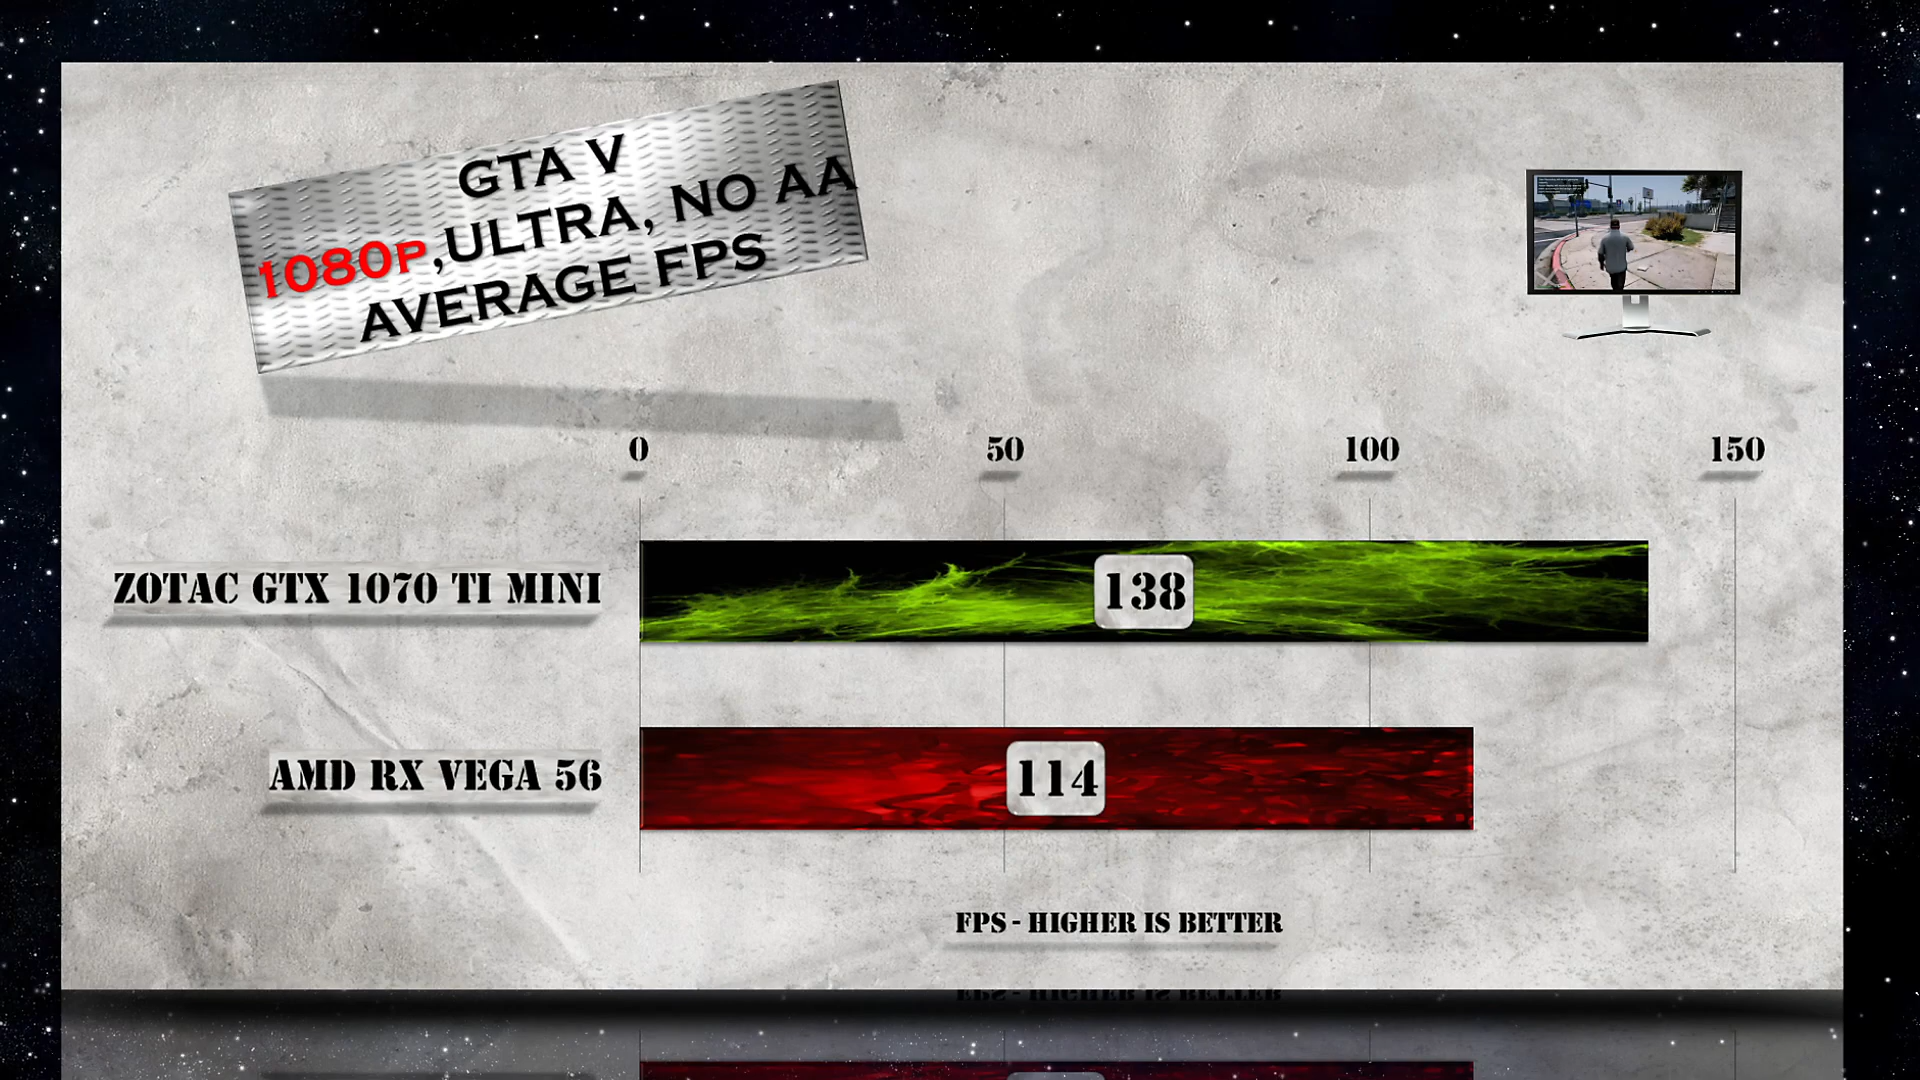 GTA V
1080P,ULTRA, NO AA
AVERAGE FPS
0 50 100 150
ZOTAC GTX 1070 TI MINI
138
AMD RX VEGA 56
114
FPS - HIGHER IS BETTER